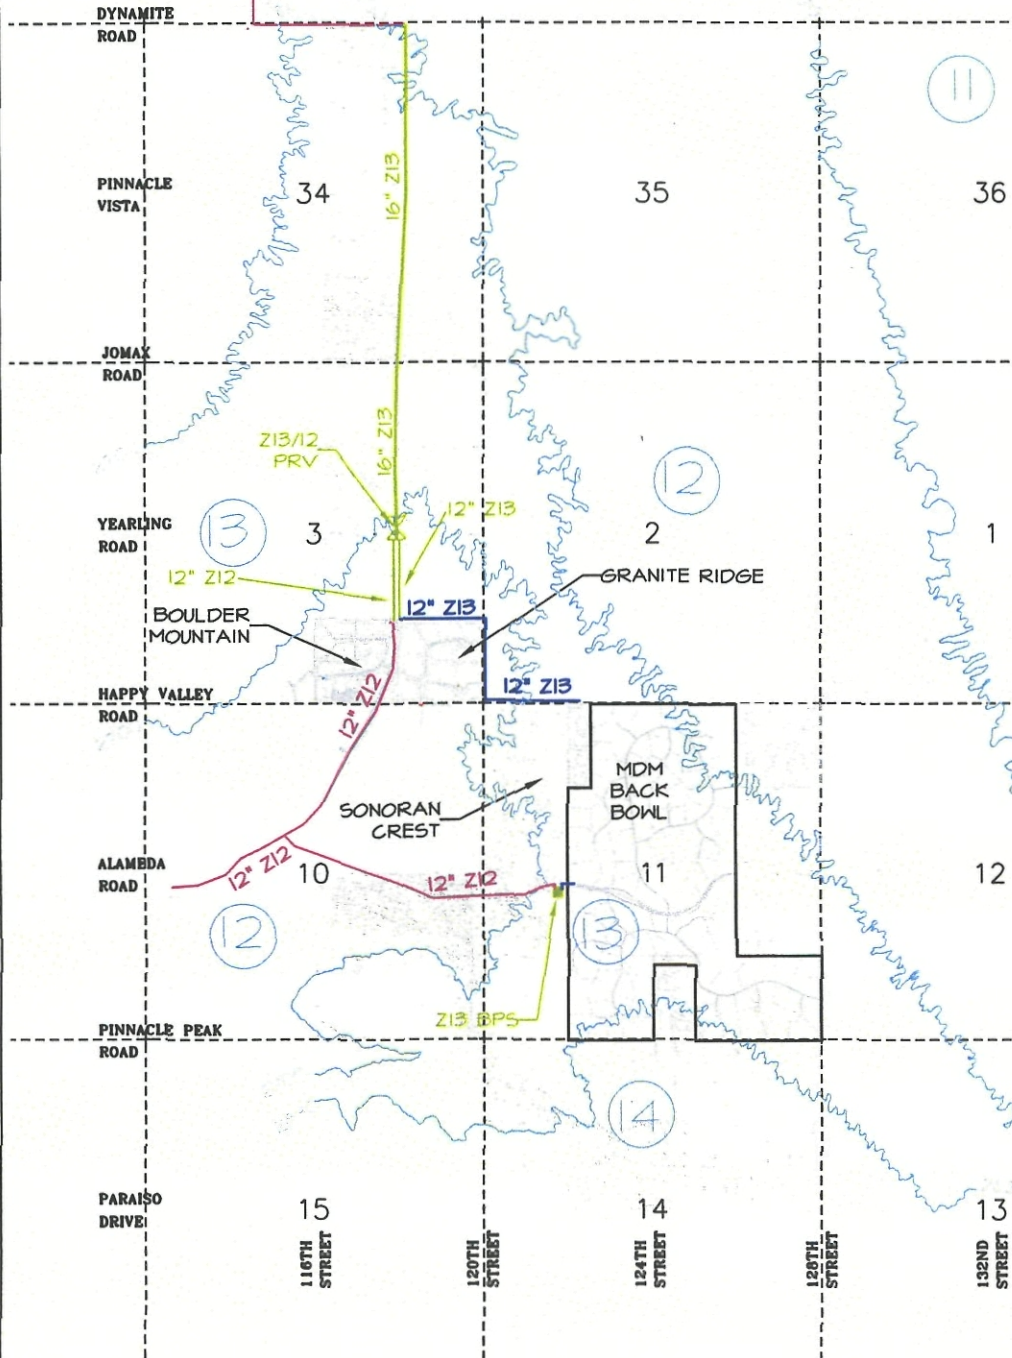 DYNAMITE
ROAD
11
16" Z13
PINNACLE
VISTA
34
35
36
JOMAX
ROAD
16" Z13
Z13/12
PRV
12
12" Z13
YEARLING
ROAD
13
3
2
1
12" Z12
GRANITE RIDGE
12" Z13
BOULDER
MOUNTAIN
12" Z12
12" Z13
HAPPY VALLEY
ROAD
MDM
BACK
BOWL
SONORAN
CREST
ALAMEDA
ROAD
12" Z12
10
12" Z12
11
12
12
13
Z13 BPS
PINNACLE PEAK
ROAD
14
PARAISO
DRIVE
15
14
13
116TH
STREET
120TH
STREET
124TH
STREET
128TH
STREET
132ND
STREET